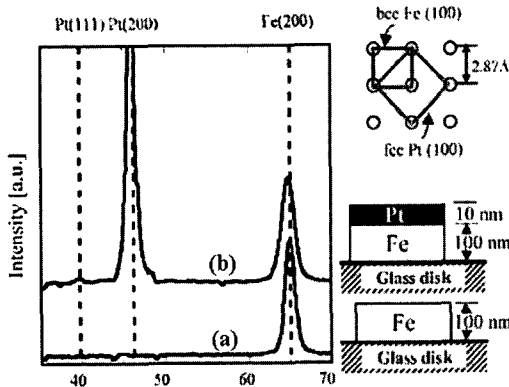 Pt(111) Pt(200) Fe(200)
Intensity [a.u.]
(b)
(a)
40 50 60 70
bcc Fe (100)
2.87Å
fcc Pt (100)
Pt
10 nm
Fe
100 nm
Glass disk
Fe
100 nm
Glass disk